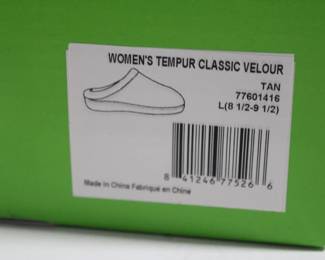 WOMEN'S TEMPUR CLASSIC VELOUR
TAN
77601416
L(8 1/2-9 1/2)
8 41246 77526 6
Made in China Fabriqué en Chine